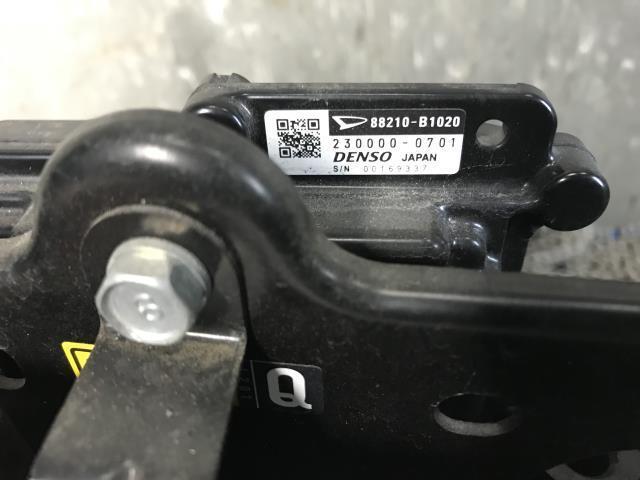 88210-B1020
230000-0701
DENSO JAPAN
S/N 00169337
Q